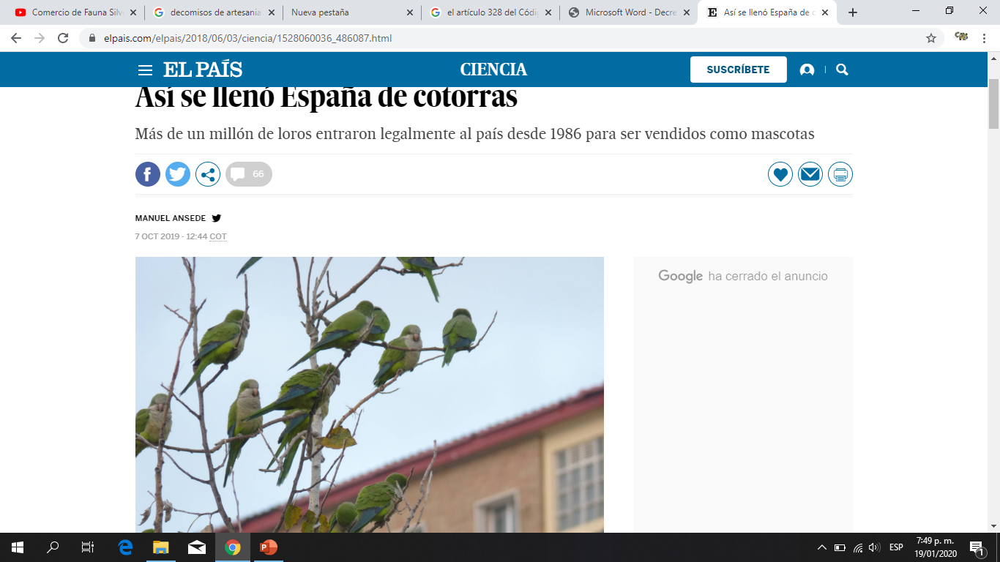 Comercio de Fauna Silv
decomisos de artesania
Nueva pestaña
el artículo 328 del Códi
Microsoft Word - Decre
Así se llenó España de c
elpais.com/elpais/2018/06/03/ciencia/1528060036_486087.html
EL PAÍS
CIENCIA
SUSCRÍBETE
Así se llenó España de cotorras
Más de un millón de loros entraron legalmente al país desde 1986 para ser vendidos como mascotas
66
MANUEL ANSEDE
7 OCT 2019 - 12:44 COT
Google ha cerrado el anuncio
ESP
7:49 p. m.
19/01/2020
1